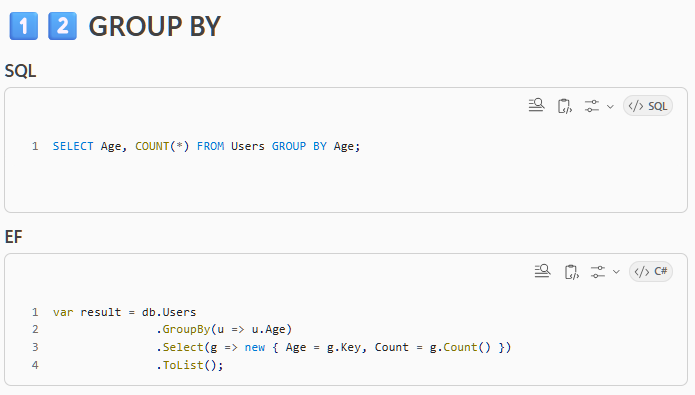 1️⃣ 2️⃣ GROUP BY
SQL
</> SQL
1 SELECT Age, COUNT(*) FROM Users GROUP BY Age;
EF
</> C#
1 var result = db.Users
2 .GroupBy(u => u.Age)
3 .Select(g => new { Age = g.Key, Count = g.Count() })
4 .ToList();